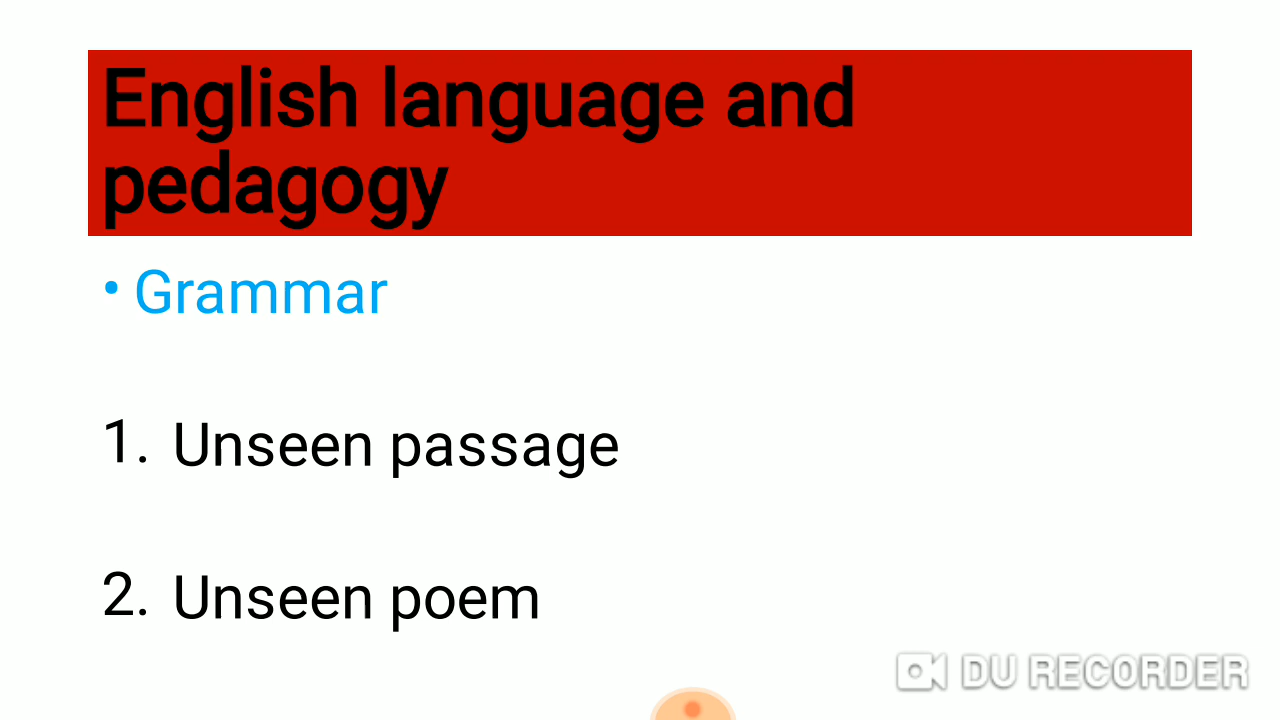 English language and
pedagogy
• Grammar
1. Unseen passage
2. Unseen poem
DU RECORDER